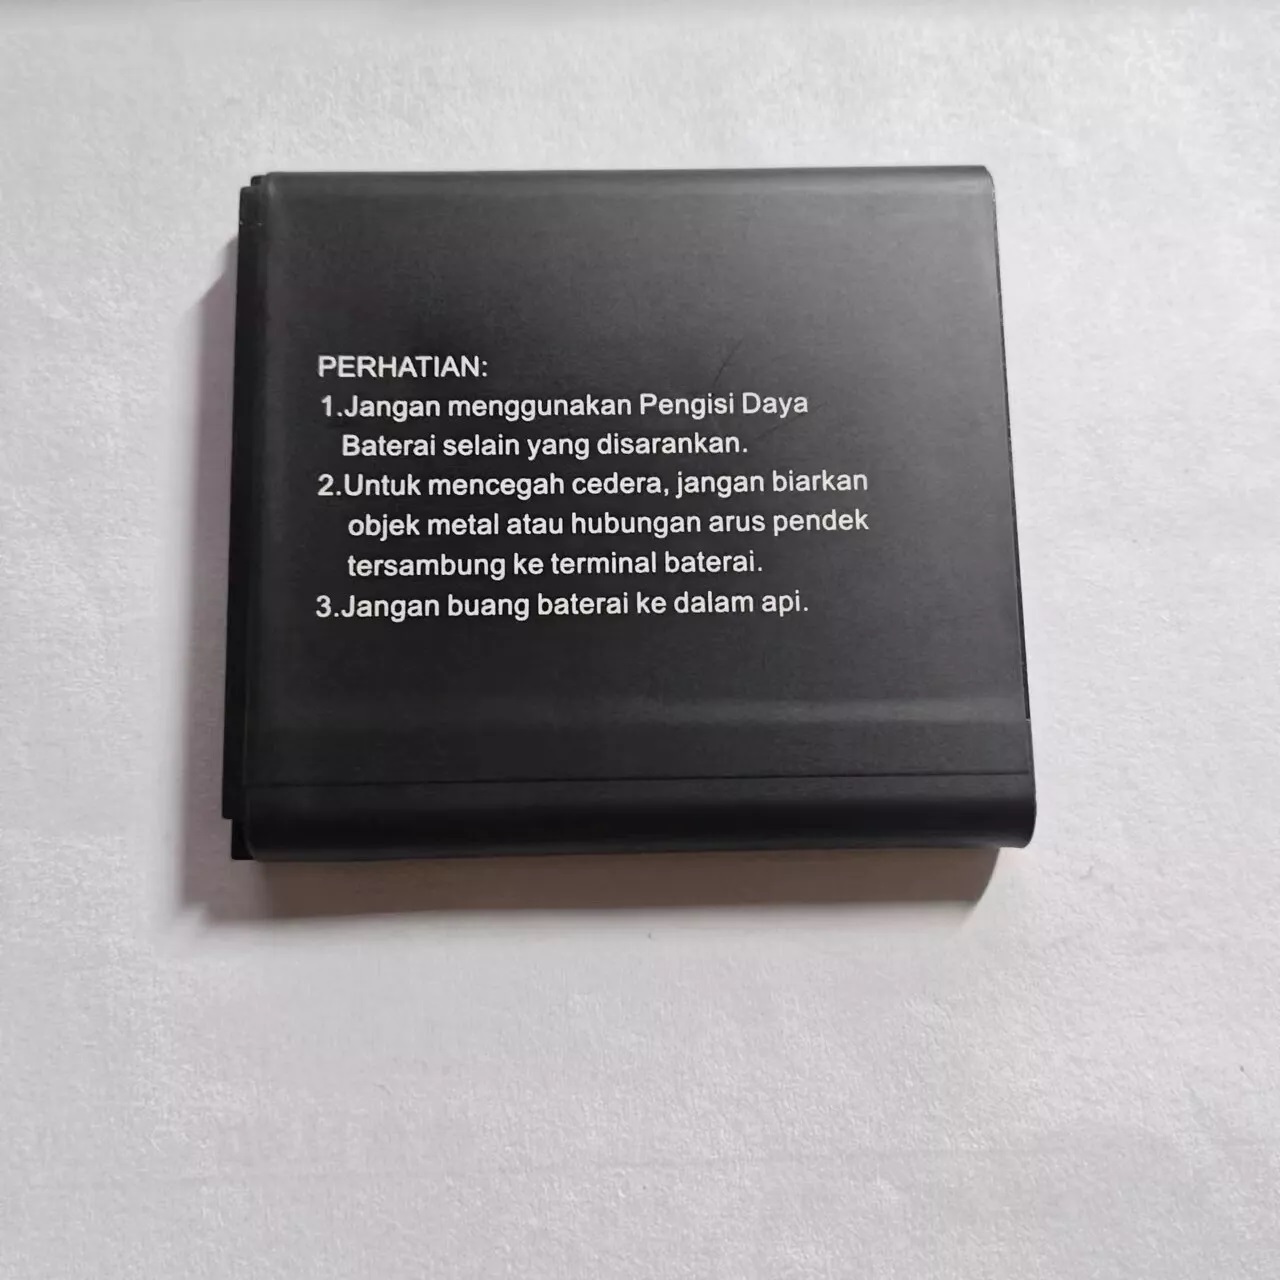 PERHATIAN:
1.Jangan menggunakan Pengisi Daya
Baterai selain yang disarankan.
2.Untuk mencegah cedera, jangan biarkan
objek metal atau hubungan arus pendek
tersambung ke terminal baterai.
3.Jangan buang baterai ke dalam api.